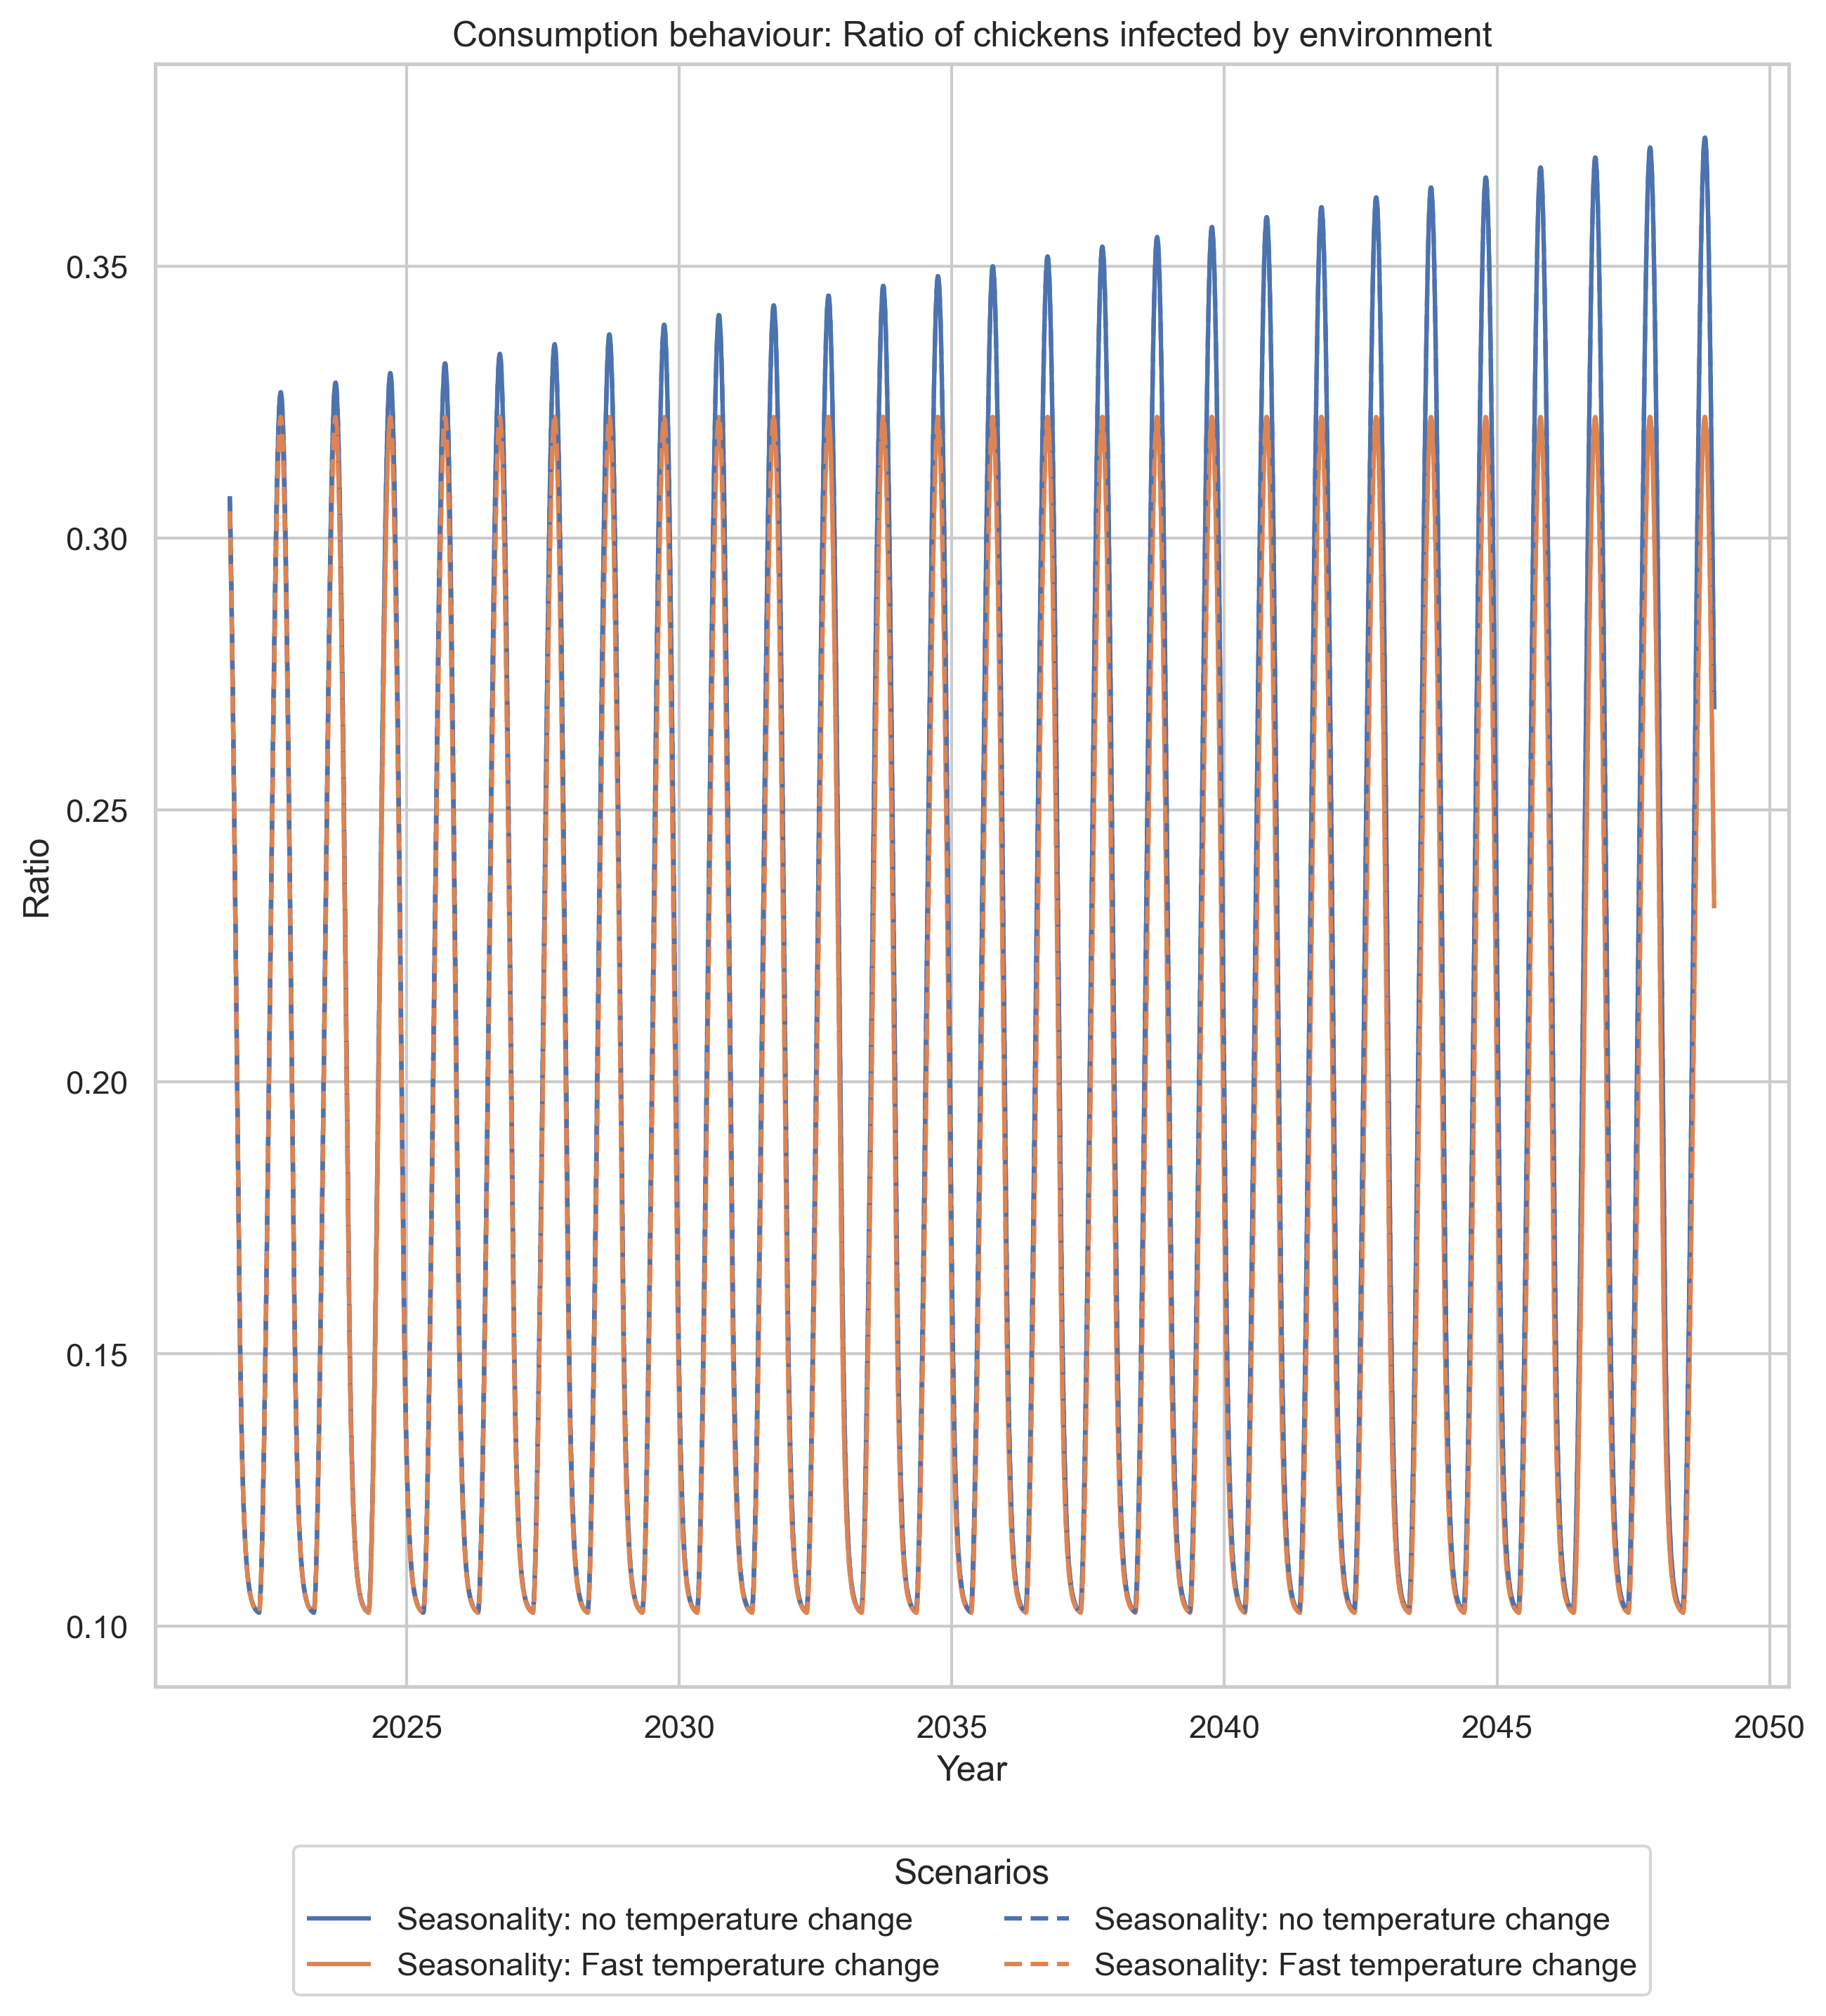 Consumption behaviour: Ratio of chickens infected by environment
0.35
0.30
0.25
0.20
0.15
0.10
Ratio
2025 2030 2035 2040 2045 2050
Year
Scenarios
Seasonality: no temperature change Seasonality: no temperature change
Seasonality: Fast temperature change Seasonality: Fast temperature change